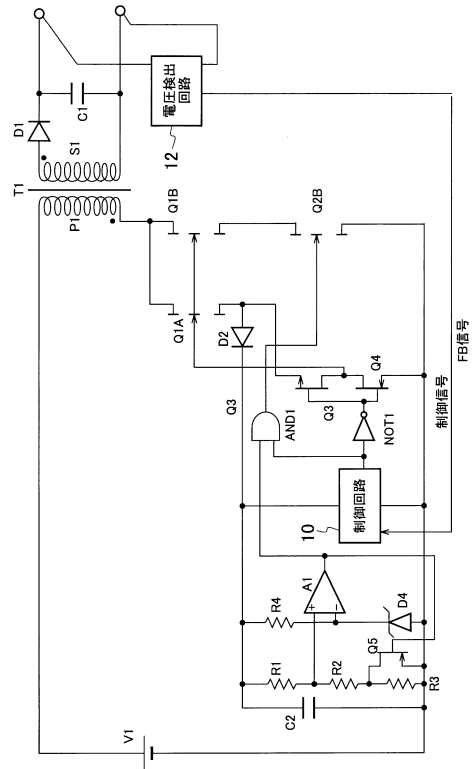 T1
P1
S1
D1
C1
電圧検出
回路
12
Q1A
Q1B
Q2B
D2
Q3
AND1
Q3
Q4
NOT1
制御回路
10
制御信号
FB信号
A1
+
−
R4
D4
Q5
R1
R2
R3
C2
V1